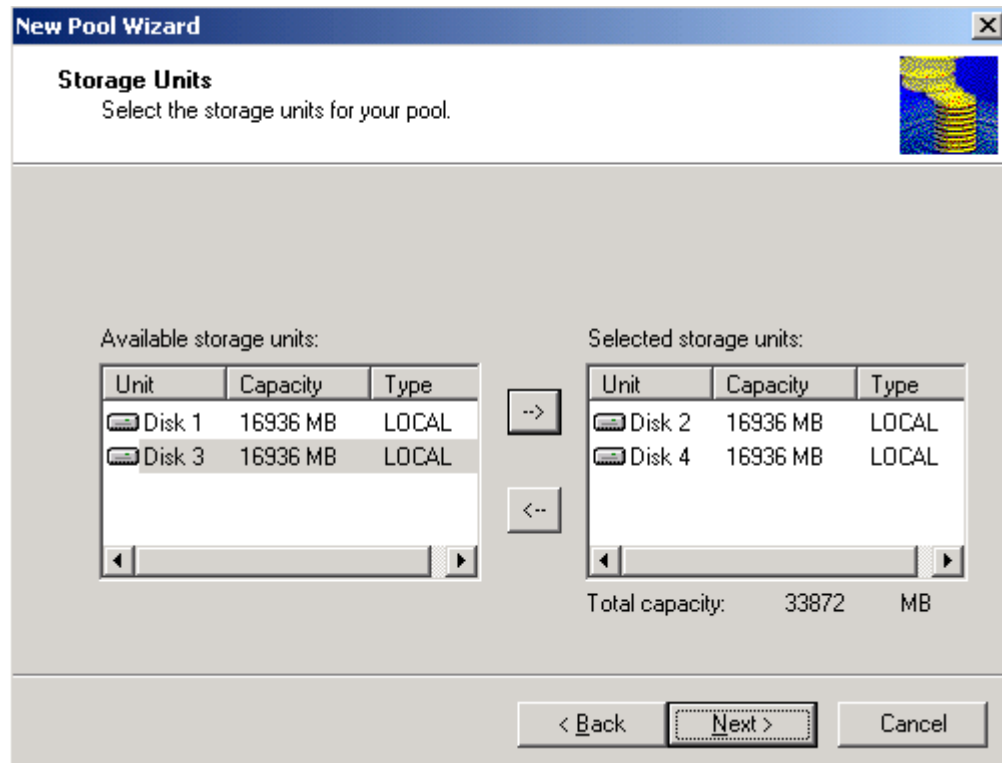 New Pool Wizard
Storage Units
Select the storage units for your pool.
Available storage units:
Unit Capacity Type
Disk 1 16936 MB LOCAL
Disk 3 16936 MB LOCAL
-->
<--
Selected storage units:
Unit Capacity Type
Disk 2 16936 MB LOCAL
Disk 4 16936 MB LOCAL
Total capacity: 33872 MB
< Back Next > Cancel